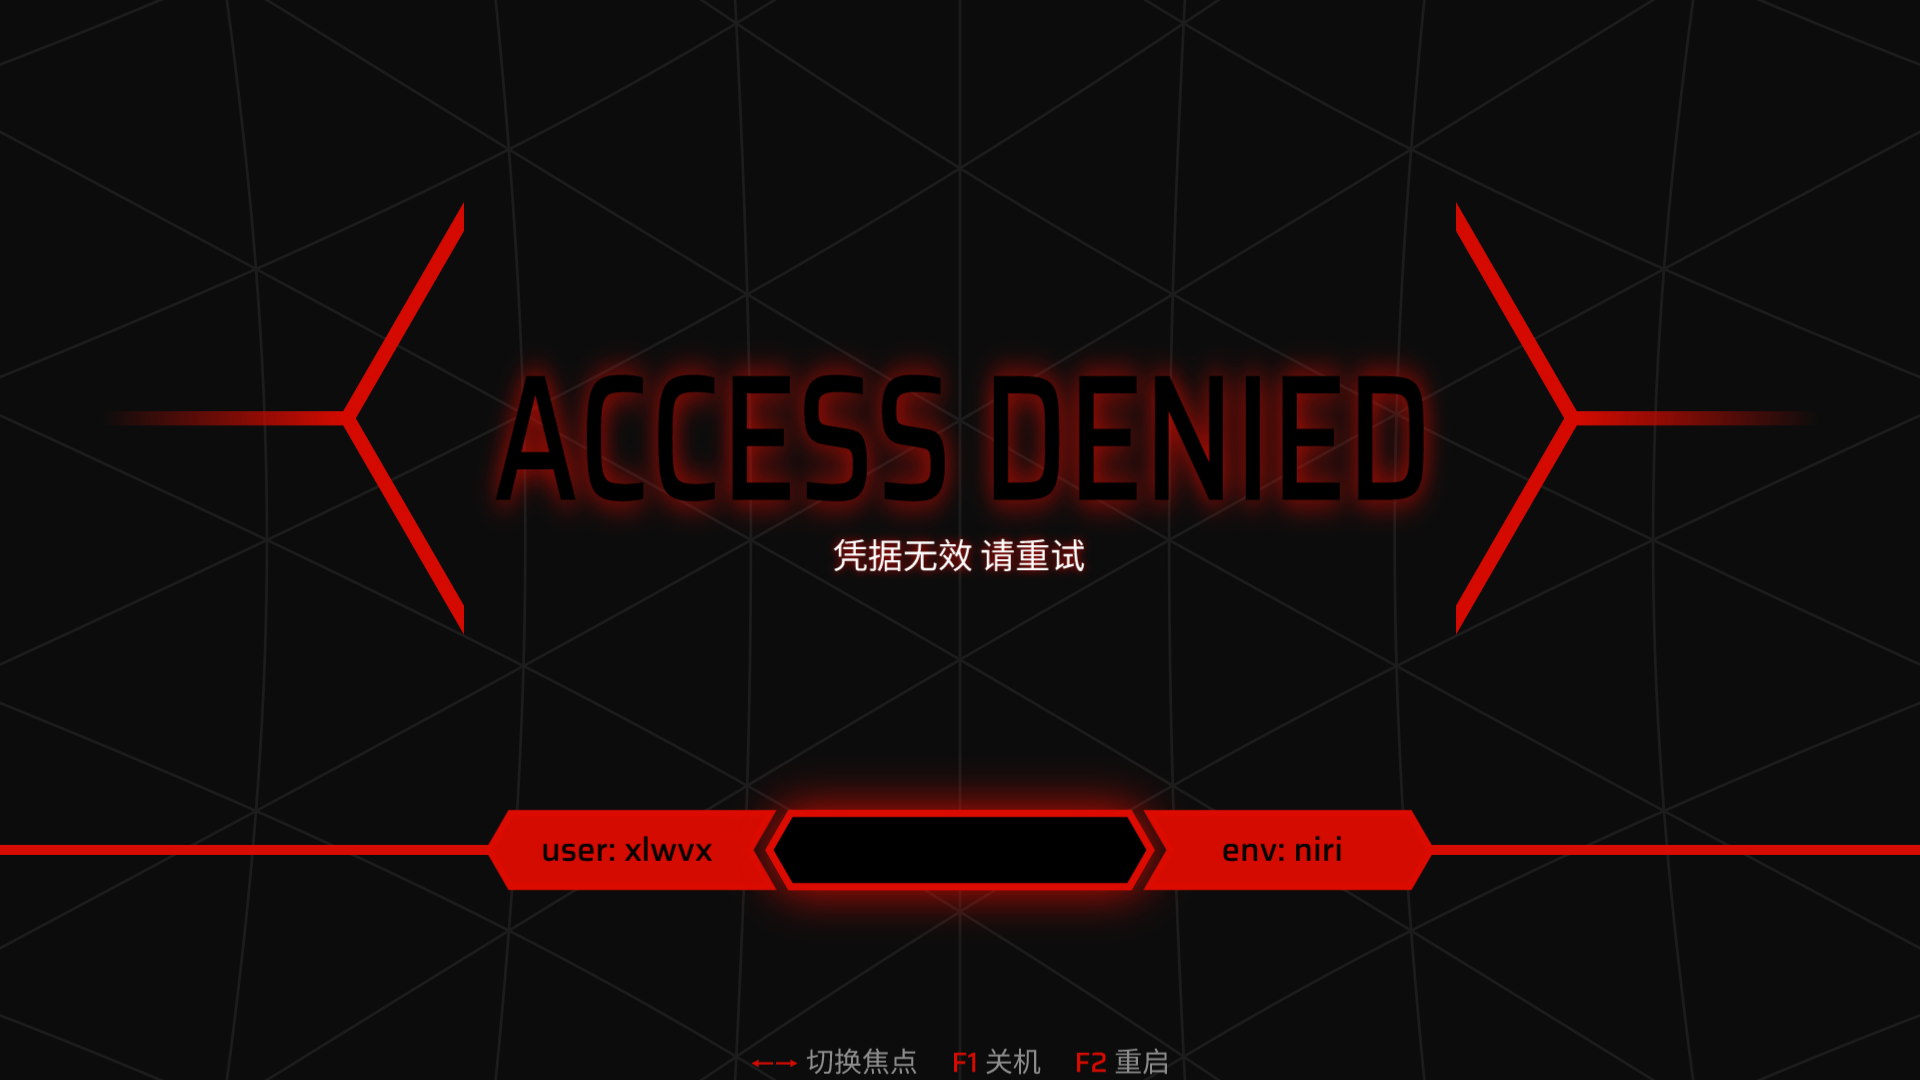 ACCESS DENIED
凭据无效 请重试
user: xlwvx
env: niri
←→ 切换焦点 F1 关机 F2 重启